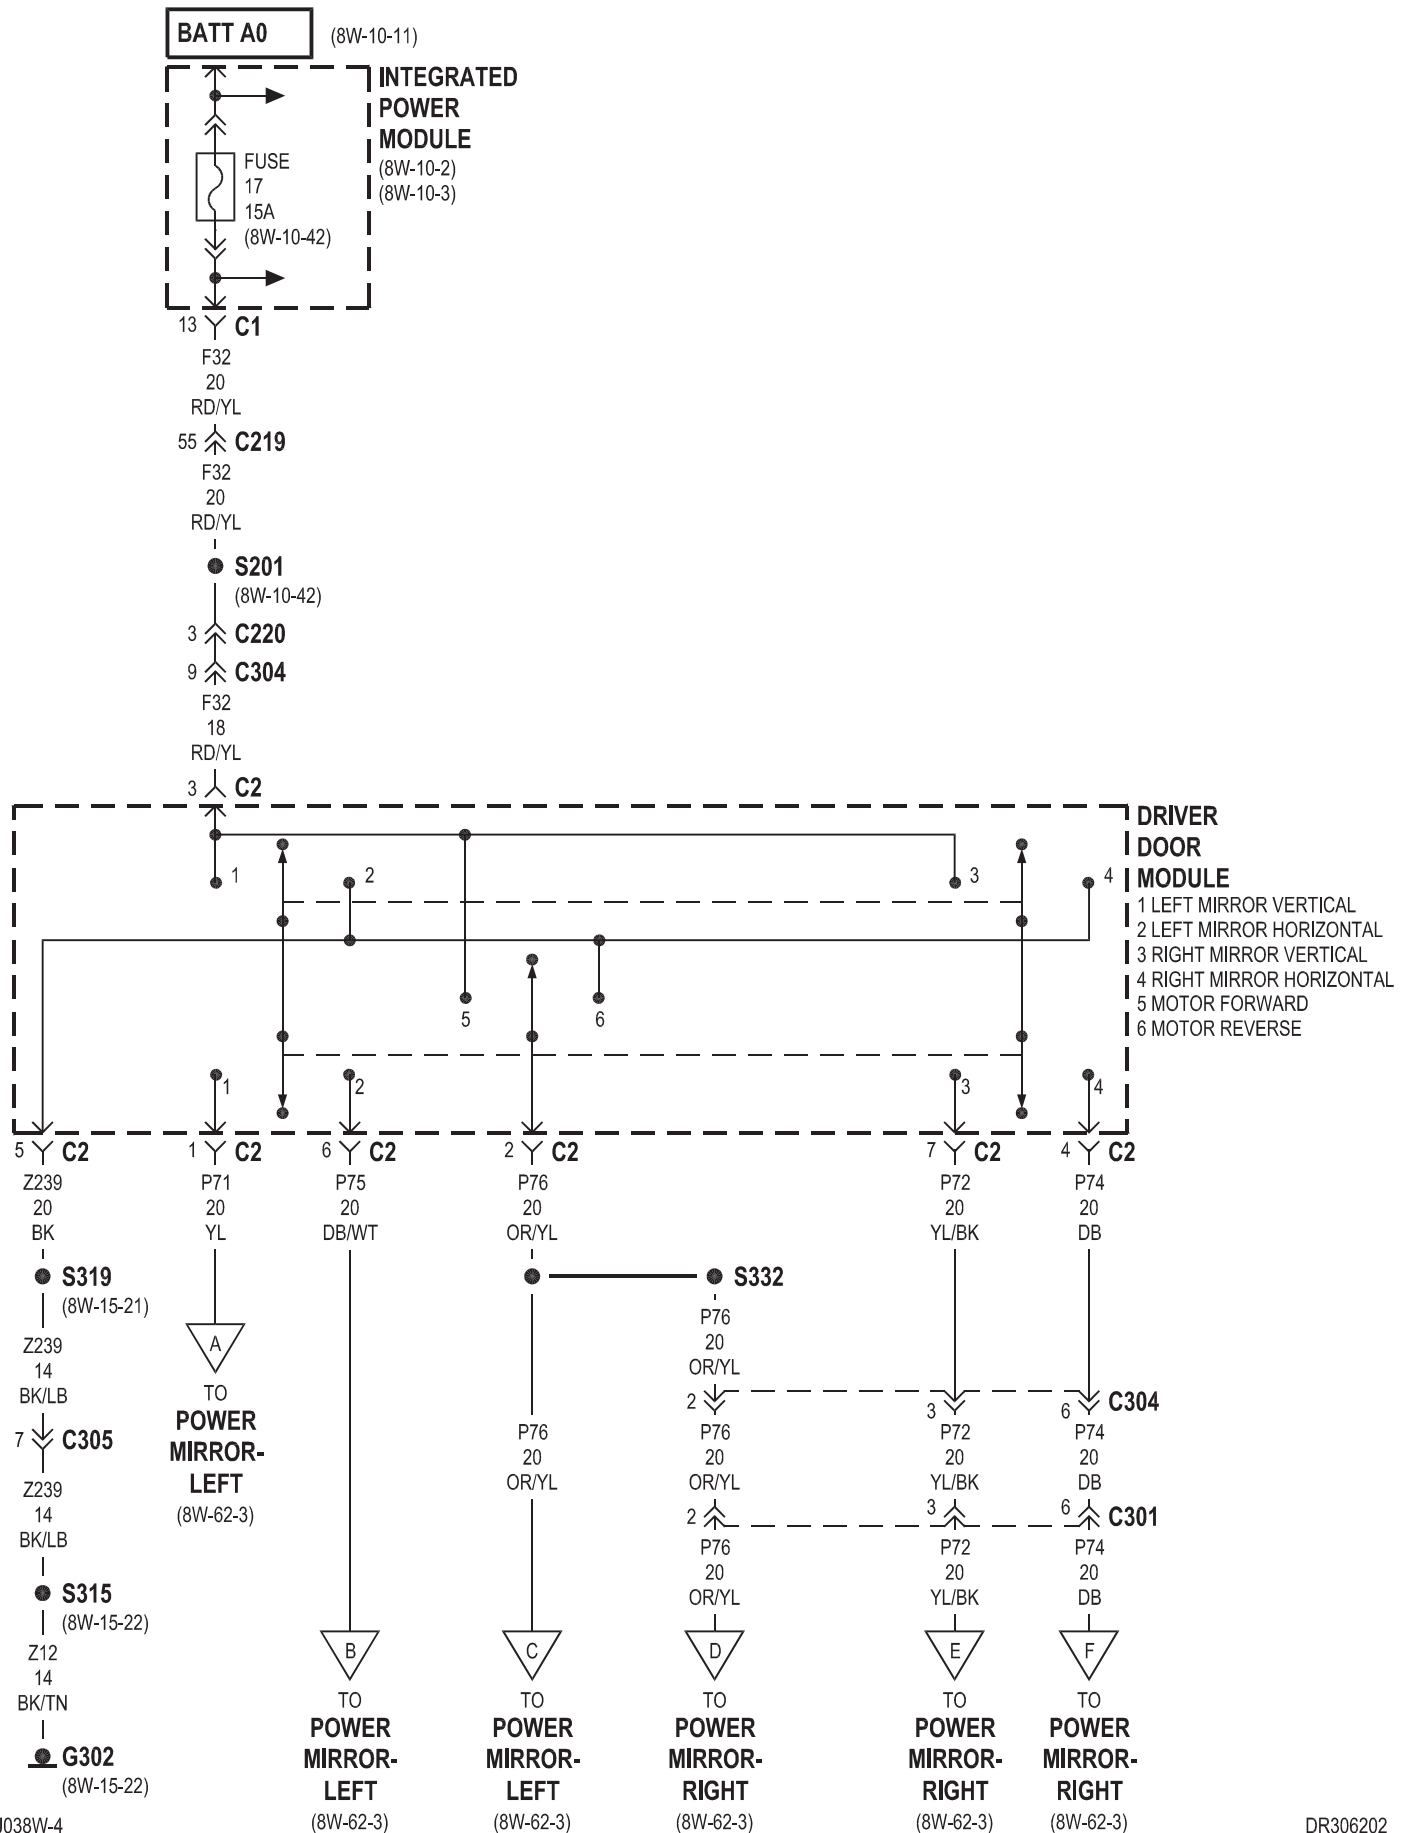 BATT A0
(8W-10-11)
INTEGRATED
POWER
MODULE
(8W-10-2)
(8W-10-3)
FUSE
17
15A
(8W-10-42)
13 C1
F32
20
RD/YL
55 C219
F32
20
RD/YL
S201
(8W-10-42)
3 C220
9 C304
F32
18
RD/YL
3 C2
DRIVER
DOOR
MODULE
1 LEFT MIRROR VERTICAL
2 LEFT MIRROR HORIZONTAL
3 RIGHT MIRROR VERTICAL
4 RIGHT MIRROR HORIZONTAL
5 MOTOR FORWARD
6 MOTOR REVERSE
1 2 3 4
5 6
1 2 3 4
5 C2 1 C2 6 C2 2 C2 7 C2 4 C2
Z239 P71 P75 P76 P72 P74
20 20 20 20 20 20
BK YL DB/WT OR/YL YL/BK DB
S319
(8W-15-21)
Z239
14
BK/LB
7 C305
Z239
14
BK/LB
S315
(8W-15-22)
Z12
14
BK/TN
G302
(8W-15-22)
A
TO
POWER
MIRROR-
LEFT
(8W-62-3)
S332
P76
20
OR/YL
2 3 6 C304
P76 P76 P72 P74
20 20 20 20
OR/YL OR/YL YL/BK DB
2 3 6 C301
P76 P72 P74
20 20 20
OR/YL YL/BK DB
B C D E F
TO TO TO TO TO
POWER POWER POWER POWER POWER
MIRROR- MIRROR- MIRROR- MIRROR- MIRROR-
LEFT LEFT RIGHT RIGHT RIGHT
(8W-62-3) (8W-62-3) (8W-62-3) (8W-62-3) (8W-62-3)
J038W-4
DR306202